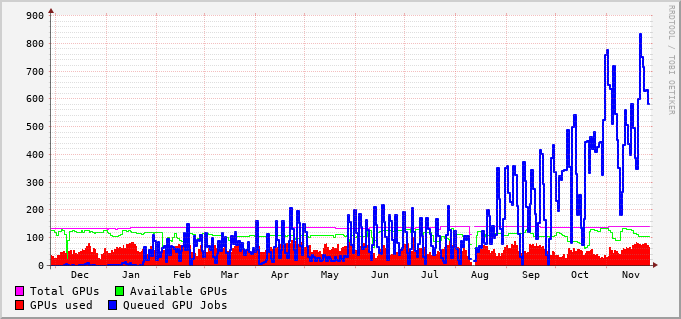 900
800
700
600
500
400
300
200
100
0
Dec Jan Feb Mar Apr May Jun Jul Aug Sep Oct Nov
Total GPUs Available GPUs
GPUs used Queued GPU Jobs
RRDTOOL / TOBI OETIKER